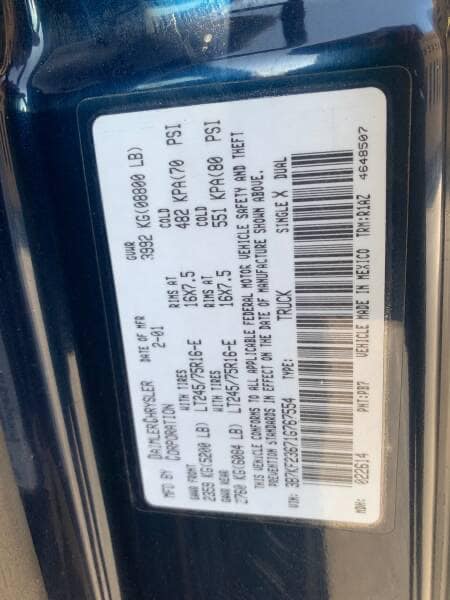 MFD BY DAIMLERCHRYSLER CORPORATION
DATE OF MFR 2-01
GVWR 3992 KG(08800 LB)
GAWR FRONT WITH TIRES RIMS AT COLD
2359 KG(5200 LB) LT245/75R16-E 16X7.5 482 KPA(70 PSI
GAWR REAR WITH TIRES RIMS AT COLD
2760 KG(6084 LB) LT245/75R16-E 16X7.5 551 KPA(80 PSI
THIS VEHICLE CONFORMS TO ALL APPLICABLE FEDERAL MOTOR VEHICLE SAFETY AND THEFT
PREVENTION STANDARDS IN EFFECT ON THE DATE OF MANUFACTURE SHOWN ABOVE.
VIN: 3B7KF23671G767554 TYPE: TRUCK SINGLE X DUAL
MDH: 022614 PNT:PB7 VEHICLE MADE IN MEXICO TRM:R1AZ 4648507